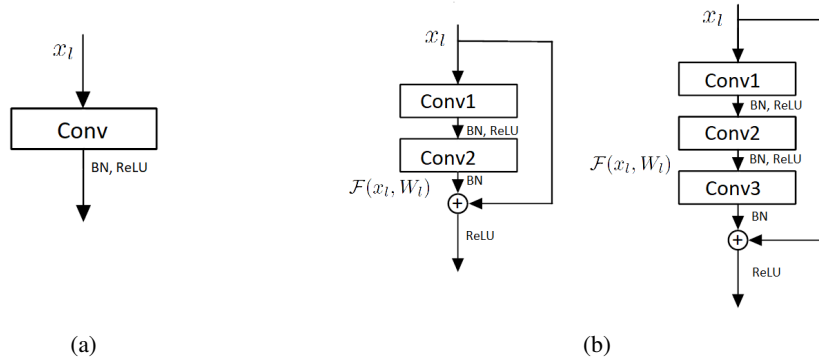 x_l
Conv
BN, ReLU
(a)
x_l
Conv1
BN, ReLU
Conv2
F(x_l, W_l)
BN
+
ReLU
x_l
Conv1
BN, ReLU
Conv2
BN, ReLU
F(x_l, W_l)
Conv3
BN
+
ReLU
(b)